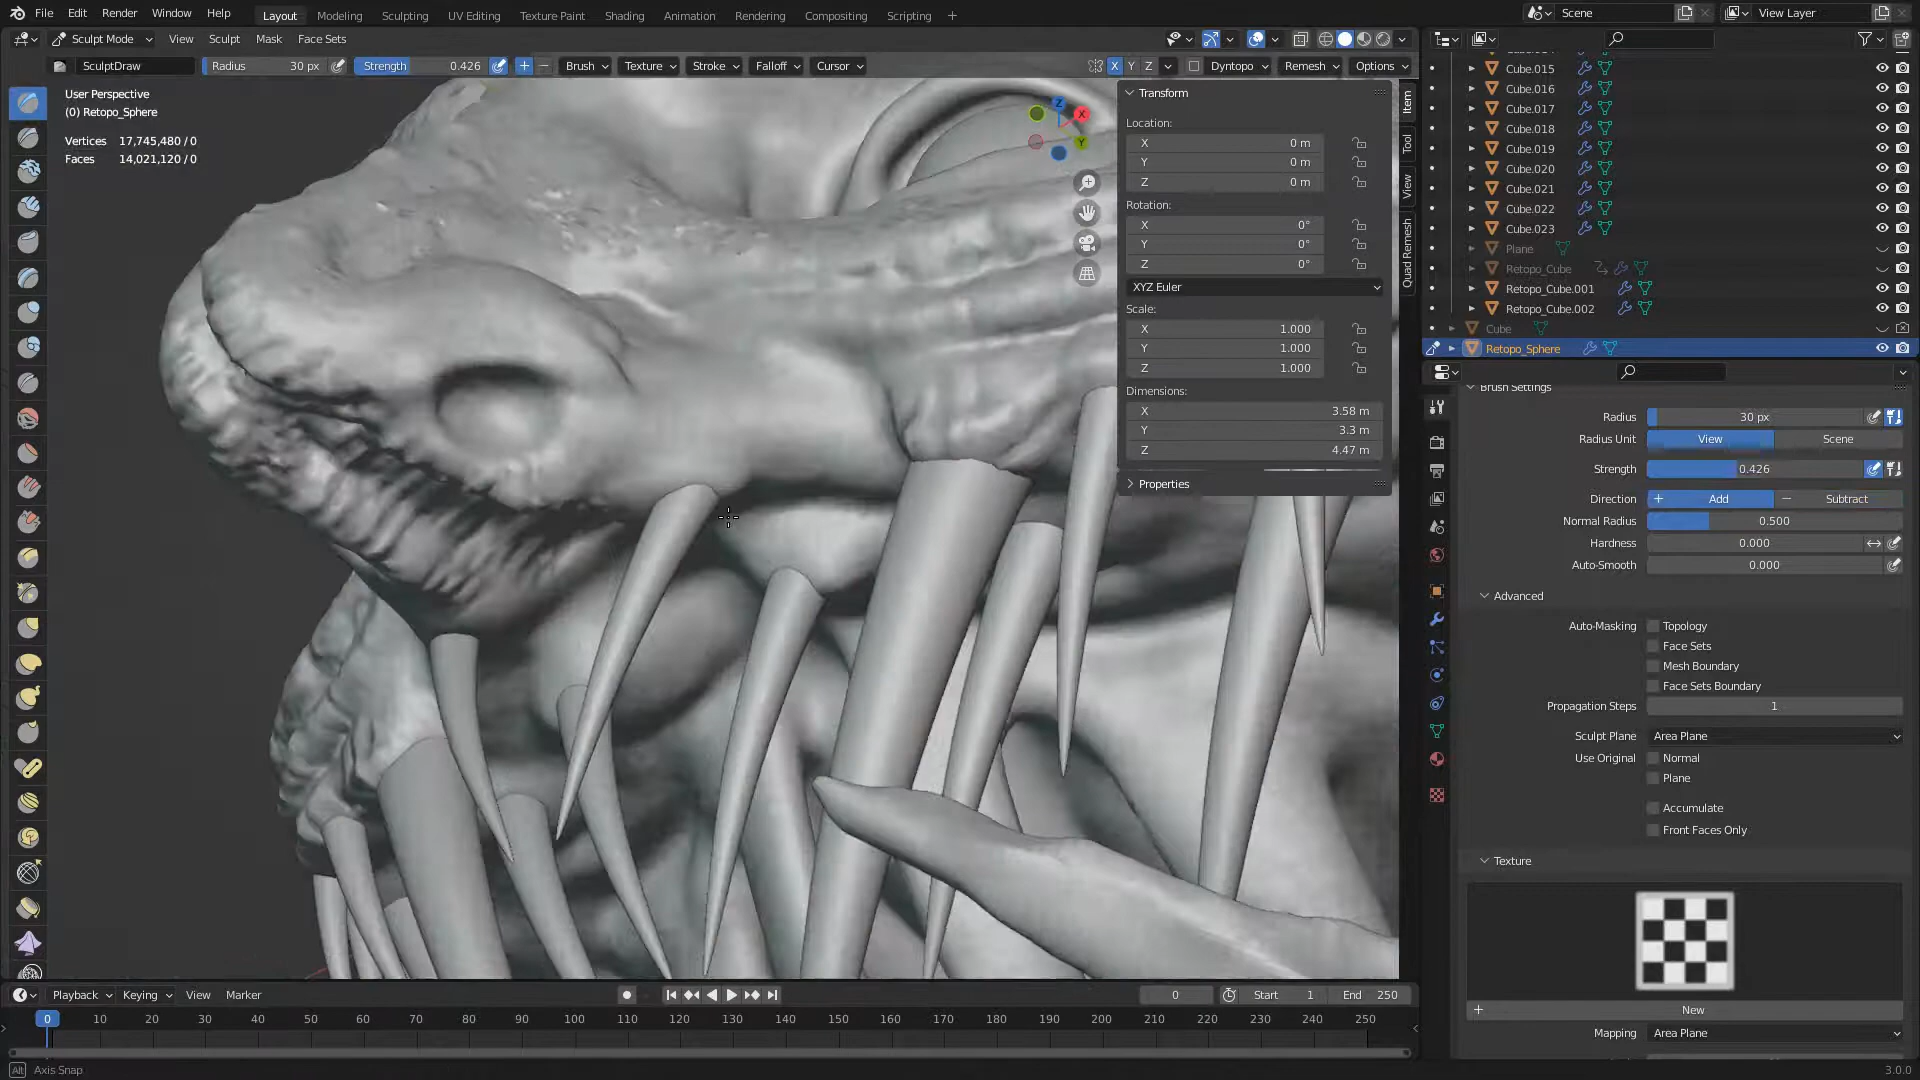 File Edit Render Window Help Layout Modeling Sculpting UV Editing Texture Paint Shading Animation Rendering Compositing Scripting + Scene View Layer
Sculpt Mode View Sculpt Mask Face Sets
SculptDraw Radius 30 px Strength 0.426 + − Brush Texture Stroke Falloff Cursor X Y Z Dyntopo Remesh Options
User Perspective
(0) Retopo_Sphere
Vertices 17,745,480 / 0
Faces 14,021,120 / 0
Z
X
Y
Transform
Location:
X 0 m
Y 0 m
Z 0 m
Rotation:
X 0°
Y 0°
Z 0°
XYZ Euler
Scale:
X 1.000
Y 1.000
Z 1.000
Dimensions:
X 3.58 m
Y 3.3 m
Z 4.47 m
Properties
Item
Tool
View
Quad Remesh
Cube.015
Cube.016
Cube.017
Cube.018
Cube.019
Cube.020
Cube.021
Cube.022
Cube.023
Plane
Retopo_Cube
Retopo_Cube.001
Retopo_Cube.002
Cube
Retopo_Sphere
Brush Settings
Radius 30 px
Radius Unit View Scene
Strength 0.426
Direction + Add − Subtract
Normal Radius 0.500
Hardness 0.000
Auto-Smooth 0.000
Advanced
Auto-Masking Topology
Face Sets
Mesh Boundary
Face Sets Boundary
Propagation Steps 1
Sculpt Plane Area Plane
Use Original Normal
Plane
Accumulate
Front Faces Only
Texture
+ New
Mapping Area Plane
Playback Keying View Marker 0 Start 1 End 250
0 10 20 30 40 50 60 70 80 90 100 110 120 130 140 150 160 170 180 190 200 210 220 230 240 250
Alt Axis Snap 3.0.0